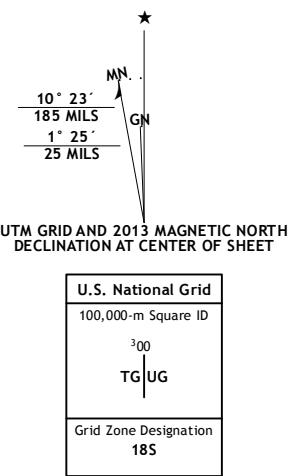 MN
10° 23´
185 MILS
GN
1° 25´
25 MILS
UTM GRID AND 2013 MAGNETIC NORTH
DECLINATION AT CENTER OF SHEET
U.S. National Grid
100,000-m Square ID
³00
TG UG
Grid Zone Designation
18S